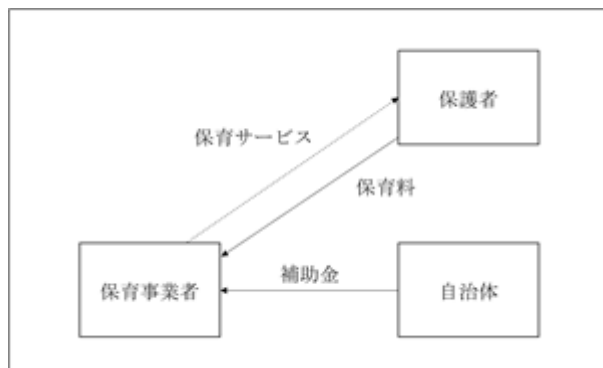 保護者
保育サービス
保育料
保育事業者
補助金
自治体